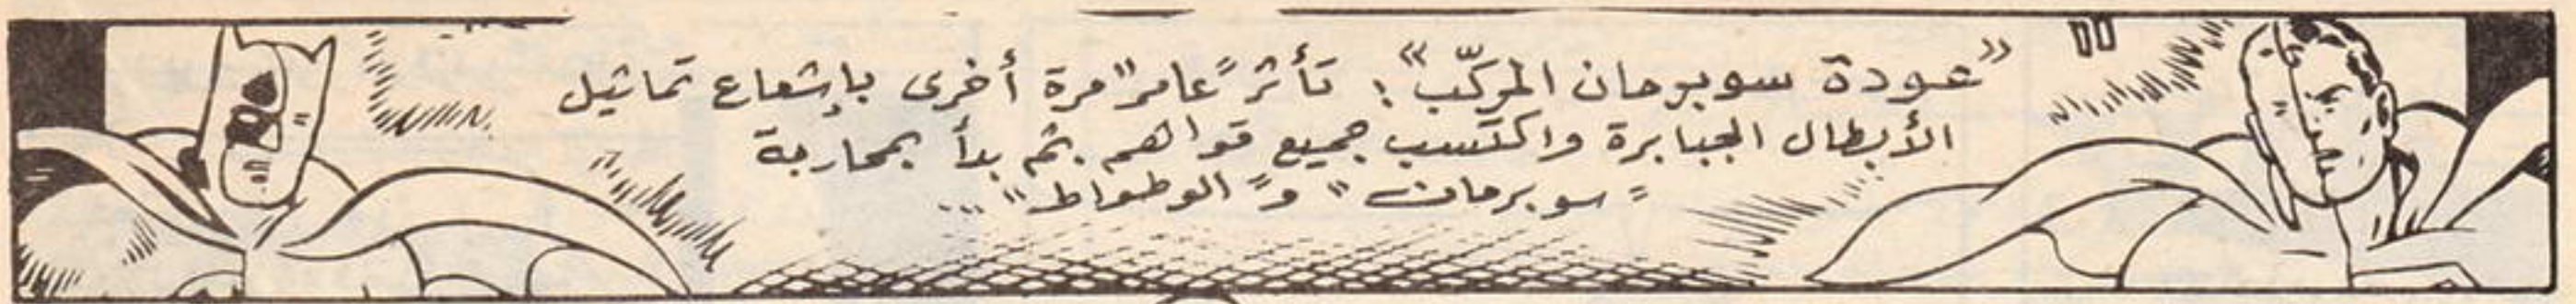 "عودة سوبرمان المركّب": تأثر "عامر" مرة أخرى بإشعاع تماثيل
الأبطال الجبابرة واكتسب جميع قواهم. ثم بدأ بمحاربة
"سوبرمان" و"الوطواط"...